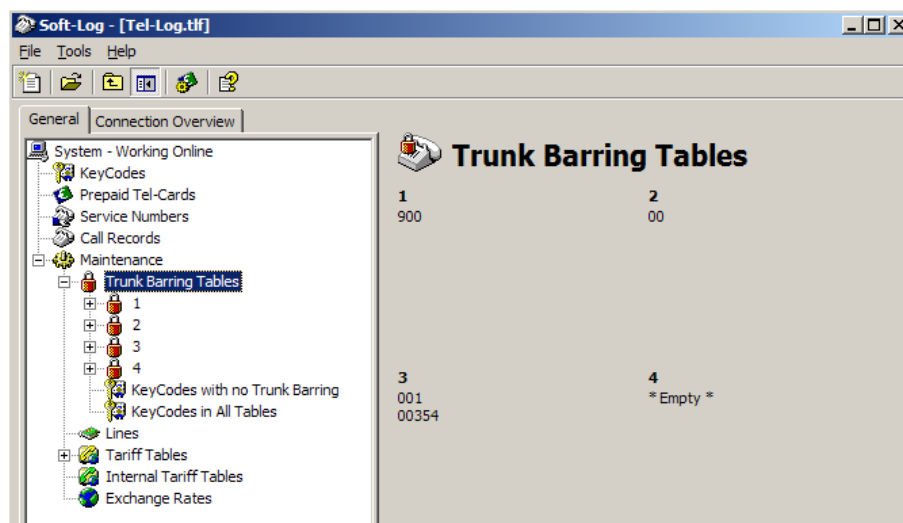 Soft-Log - [Tel-Log.tlf]
File Tools Help
General Connection Overview
System - Working Online
KeyCodes
Prepaid Tel-Cards
Service Numbers
Call Records
Maintenance
Trunk Barring Tables
1
2
3
4
KeyCodes with no Trunk Barring
KeyCodes in All Tables
Lines
Tariff Tables
Internal Tariff Tables
Exchange Rates
Trunk Barring Tables
1 2
900 00
3 4
001 * Empty *
00354